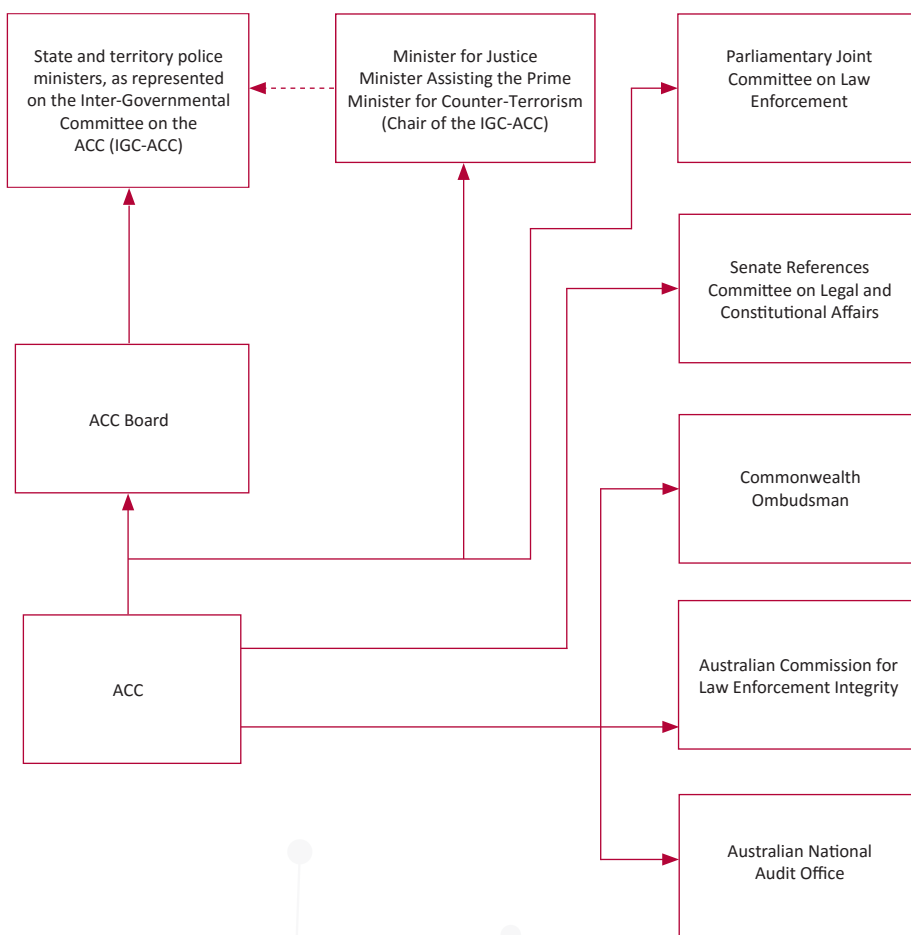 State and territory police
ministers, as represented
on the Inter-Governmental
Committee on the
ACC (IGC-ACC)
Minister for Justice
Minister Assisting the Prime
Minister for Counter-Terrorism
(Chair of the IGC-ACC)
Parliamentary Joint
Committee on Law
Enforcement
Senate References
Committee on Legal and
Constitutional Affairs
ACC Board
Commonwealth
Ombudsman
ACC
Australian Commission for
Law Enforcement Integrity
Australian National
Audit Office